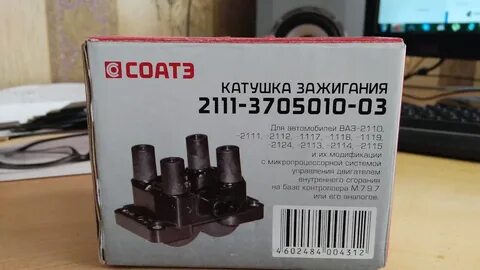 СОАТЭ
КАТУШКА ЗАЖИГАНИЯ
2111-3705010-03
Для автомобилей ВАЗ-2110,
-2111, -2112, -1117, -1118, -1119,
-2124, -2113, -2114, -2115
и их модификации
с микропроцессорной системой
управления двигателем
внутреннего сгорания
на базе контроллера М.7.9.7
или его аналогов.
4602484004312